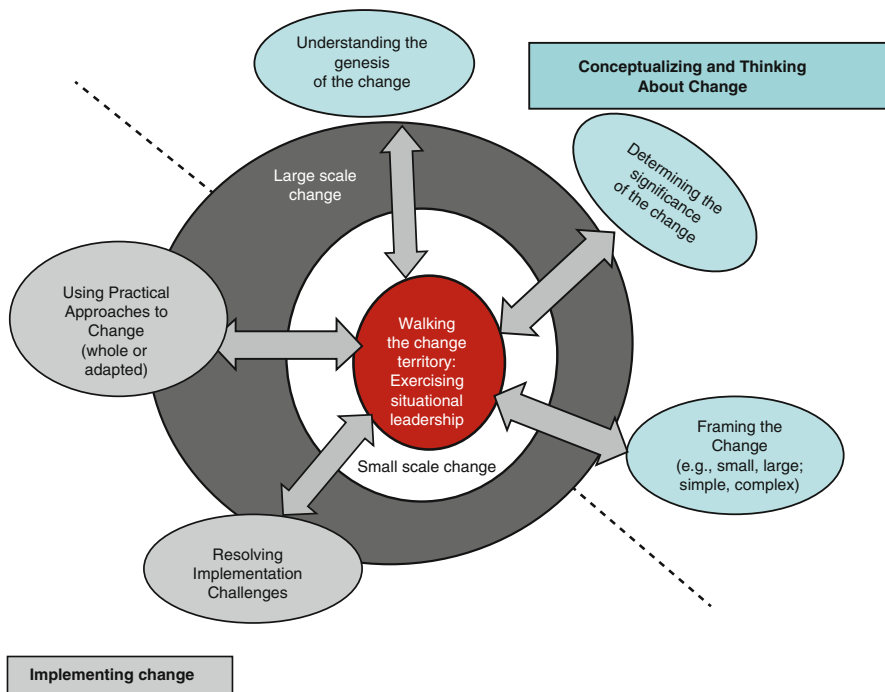 Understanding the
genesis
of the change
Conceptualizing and Thinking
About Change
Determining the
significance
of the change
Large scale
change
Using Practical
Approaches to
Change
(whole or
adapted)
Walking
the change
territory:
Exercising
situational
leadership
Framing the
Change
(e.g., small, large;
simple, complex)
Small scale change
Resolving
Implementation
Challenges
Implementing change